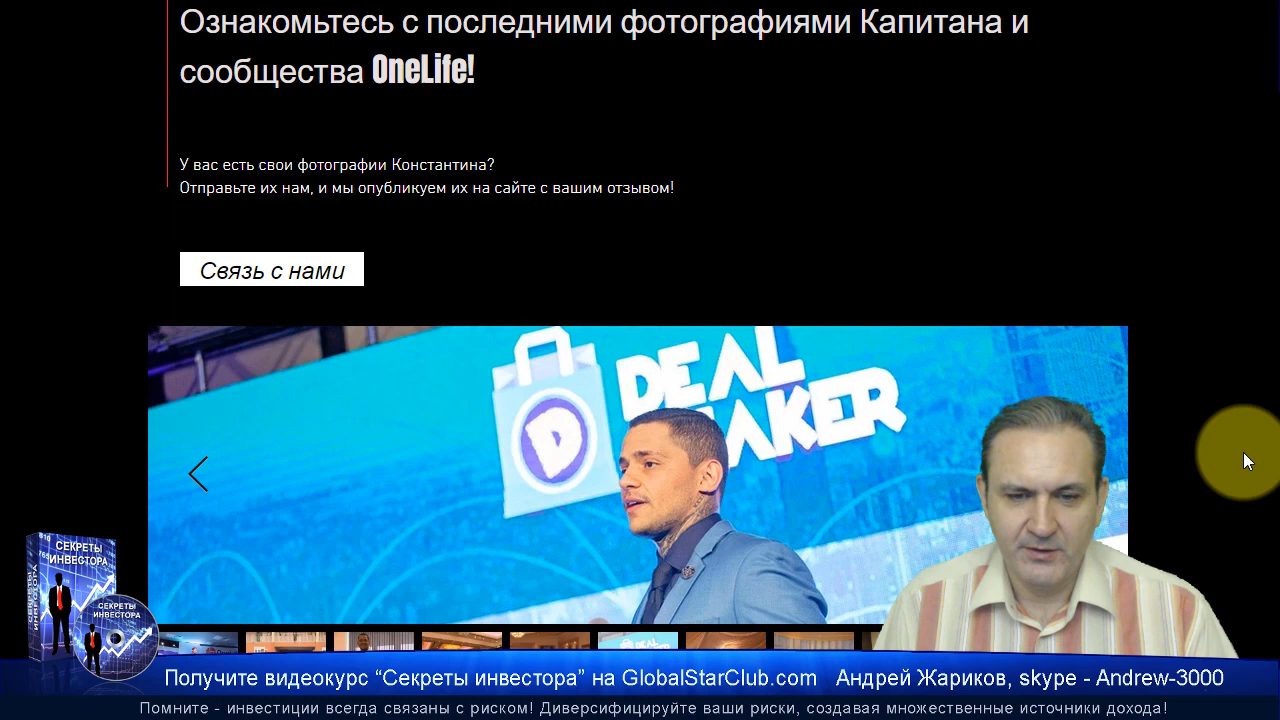 Ознакомьтесь с последними фотографиями Капитана и
сообщества OneLife!
У вас есть свои фотографии Константина?
Отправьте их нам, и мы опубликуем их на сайте с вашим отзывом!
Связь с нами
DEAL
MAKER
D
СЕКРЕТЫ
ИНВЕСТОРА
СЕКРЕТЫ
ИНВЕСТОРА
Получите видеокурс “Секреты инвестора” на GlobalStarClub.com Андрей Жариков, skype - Andrew-3000
Помните - инвестиции всегда связаны с риском! Диверсифицируйте ваши риски, создавая множественные источники дохода!